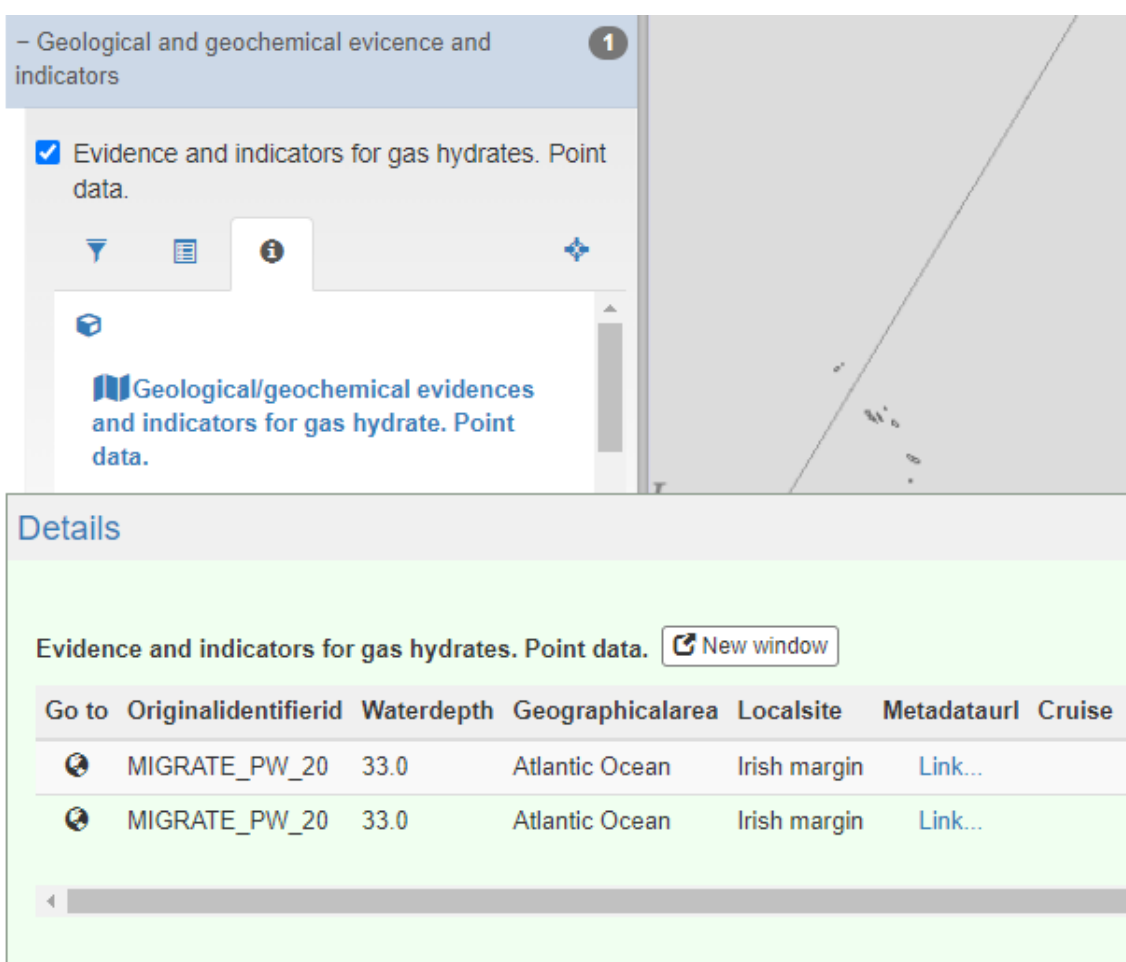 – Geological and geochemical evicence and
indicators
1
Evidence and indicators for gas hydrates. Point
data.
Geological/geochemical evidences
and indicators for gas hydrate. Point
data.
Details
Evidence and indicators for gas hydrates. Point data. New window
Go to Originalidentifierid Waterdepth Geographicalarea Localsite Metadataurl Cruise
MIGRATE_PW_20 33.0 Atlantic Ocean Irish margin Link...
MIGRATE_PW_20 33.0 Atlantic Ocean Irish margin Link...